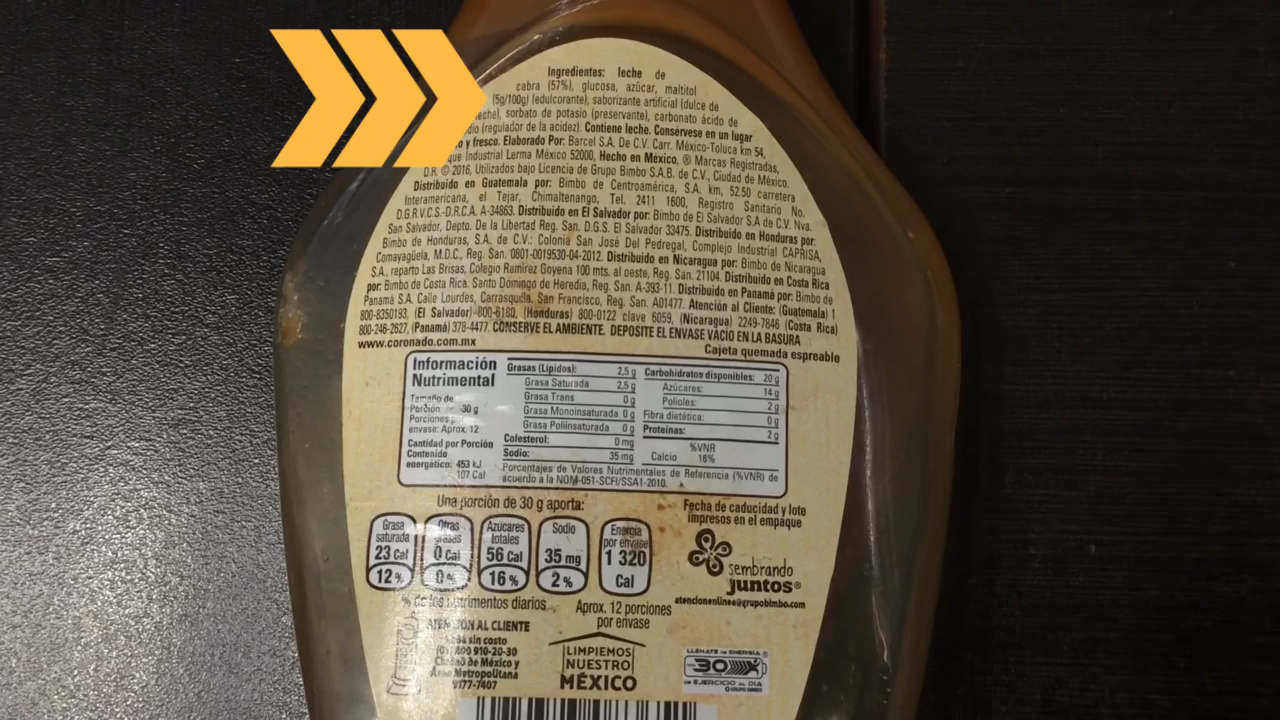 Ingredientes: leche de
cabra (57%), glucosa, azúcar, maltitol
(5g/100g) (edulcorante), saborizante artificial (dulce de
leche), sorbato de potasio (preservante), carbonato ácido de
(regulador de la acidez). Contiene leche. Consérvese en un lugar
y fresco. Elaborado Por: Barcel S.A. De C.V. Carr. México-Toluca km 54,
Industrial Lerma México 52000, Hecho en México, ® Marcas Registradas,
D.R. © 2016, Utilizados bajo Licencia de Grupo Bimbo S.A.B. de C.V., Ciudad de México.
Distribuido en Guatemala por: Bimbo de Centroamérica, S.A. km, 52.50 carretera
Interamericana, el Tejar, Chimaltenango, Tel. 2411 1600, Registro Sanitario No.
D.G.R.V.C.S.-D.R.C.A. A-34863. Distribuido en El Salvador por: Bimbo de El Salvador S.A de C.V. Nva.
San Salvador, Depto. De la Libertad Reg. San. D.G.S. El Salvador 33475. Distribuido en Honduras por:
Bimbo de Honduras, S.A. de C.V.: Colonia San José Del Pedregal, Complejo Industrial CAPRISA,
Comayagüela, M.D.C., Reg. San. 0801-0019530-04-2012. Distribuido en Nicaragua por: Bimbo de Nicaragua
S.A., reparto Las Brisas, Colegio Ramírez Goyena 100 mts. al oeste, Reg. San. 21104. Distribuido en Costa Rica
por: Bimbo de Costa Rica. Santo Domingo de Heredia, Reg. San. A-393-11. Distribuido en Panamá por: Bimbo de
Panamá S.A. Calle Lourdes, Carrasquilla. San Francisco, Reg. San. A01477. Atención al Cliente: (Guatemala) 1
800-8350193, (El Salvador) 800-6180, (Honduras) 800-0122 clave 6059, (Nicaragua) 2249-7846 (Costa Rica)
800-246-2627, (Panamá) 378-4477. CONSERVE EL AMBIENTE. DEPOSITE EL ENVASE VACÍO EN LA BASURA
www.coronado.com.mx
Cajeta quemada espreable
Información
Nutrimental
Tamaño de
Porción 30 g
Porciones por
envase: Aprox. 12
Cantidad por Porción
Contenido
energético: 453 kJ
107 Cal
Grasas (Lípidos): 2,5 g
Grasa Saturada 2,5 g
Grasa Trans 0 g
Grasa Monoinsaturada 0 g
Grasa Poliinsaturada 0 g
Colesterol: 0 mg
Sodio: 35 mg
Carbohidratos disponibles: 20 g
Azúcares: 14 g
Polioles: 2 g
Fibra dietética: 0 g
Proteínas: 2 g
%VNR
Calcio 16%
Porcentajes de Valores Nutrimentales de Referencia (%VNR) de
acuerdo a la NOM-051-SCFI/SSA1-2010.
Una porción de 30 g aporta:
Grasa
saturada
23 Cal
12%
Otras
grasas
0 Cal
0%
Azúcares
totales
56 Cal
16%
Sodio
35 mg
2%
Energía
por envase
1 320
Cal
% de los nutrimentos diarios
Aprox. 12 porciones
por envase
Fecha de caducidad y lote
impresos en el empaque
sembrando
juntos®
atencionenlinea@grupobimbo.com
ATENCIÓN AL CLIENTE
Lada sin costo
(01) 800 910-20-30
Ciudad de México y
Área Metropolitana
9177-7407
LIMPIEMOS
NUESTRO
MÉXICO
LLÉNATE DE ENERGÍA
30
DE EJERCICIO AL DÍA
© GRUPO BIMBO